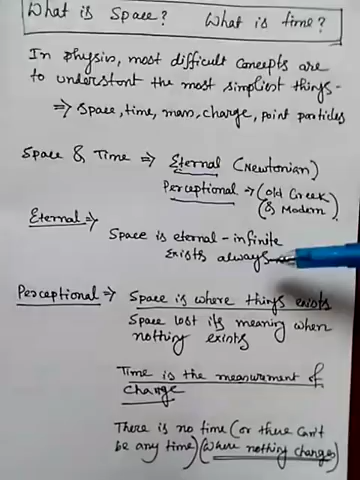 What is Space? What is time?
In physics, most difficult concepts are
to understant the most simpliest things-
⇒ Space, time, mass, charge, point particles
Space & Time ⇒ Eternal (Newtonian)
Perceptional → (old Greek
& Modern)
Eternal ⇒
Space is eternal - infinite
exists always
Perceptional ⇒ Space is where things exists
Space lost its meaning when
nothing exists
Time is the measurement of
change
There is no time (or there can't
be any time) (where nothing changes)